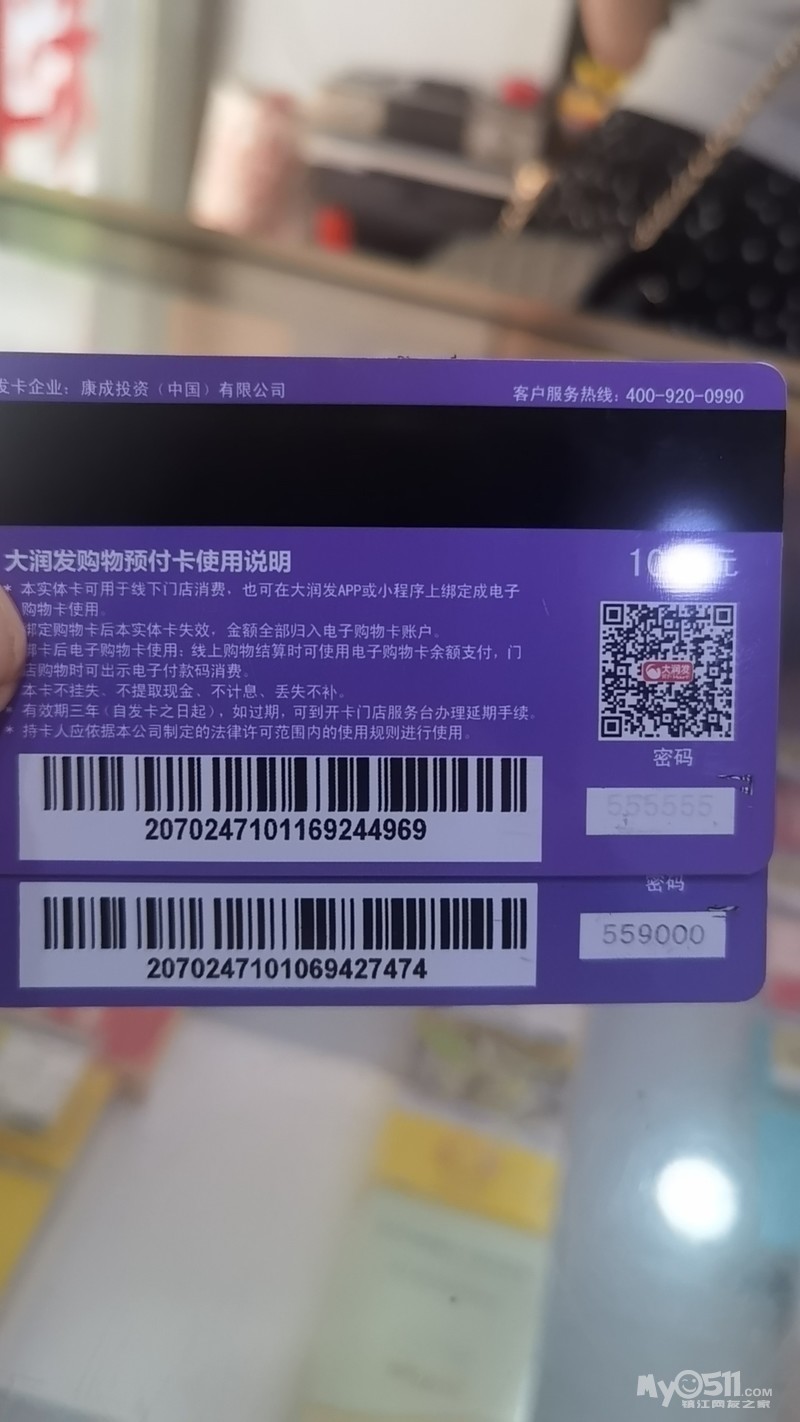 发卡企业：康成投资（中国）有限公司
客户服务热线：400-920-0990
大润发购物预付卡使用说明
* 本实体卡可用于线下门店消费，也可在大润发APP或小程序上绑定成电子
购物卡使用。
绑定购物卡后本实体卡失效，金额全部归入电子购物卡账户。
绑卡后电子购物卡使用：线上购物结算时可使用电子购物卡余额支付，门
店购物时可出示电子付款码消费。
本卡不挂失、不提取现金、不计息、丢失不补。
* 有效期三年（自发卡之日起），如过期，可到开卡门店服务台办理延期手续。
* 持卡人应依据本公司制定的法律许可范围内的使用规则进行使用。
元
大润发
密码
555555
2070247101169244969
密码
559000
2070247101069427474
My0511.COM
镇江网友之家